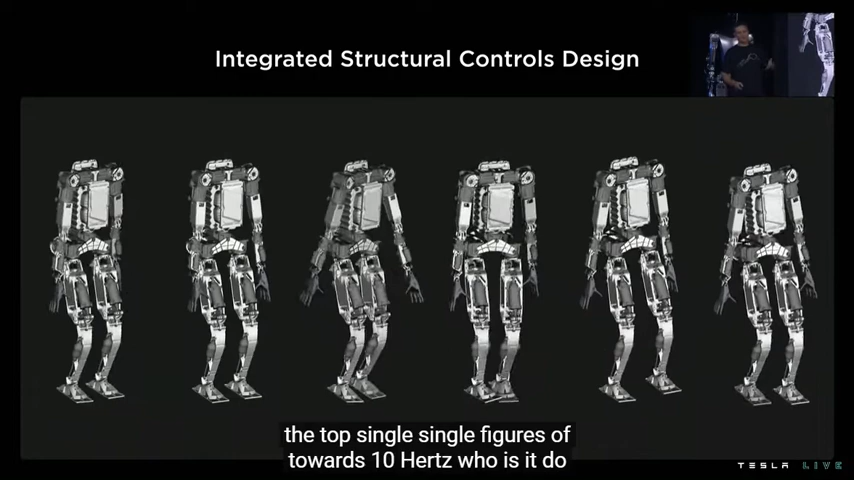 Integrated Structural Controls Design
the top single single figures of
towards 10 Hertz who is it do
TESLA LIVE